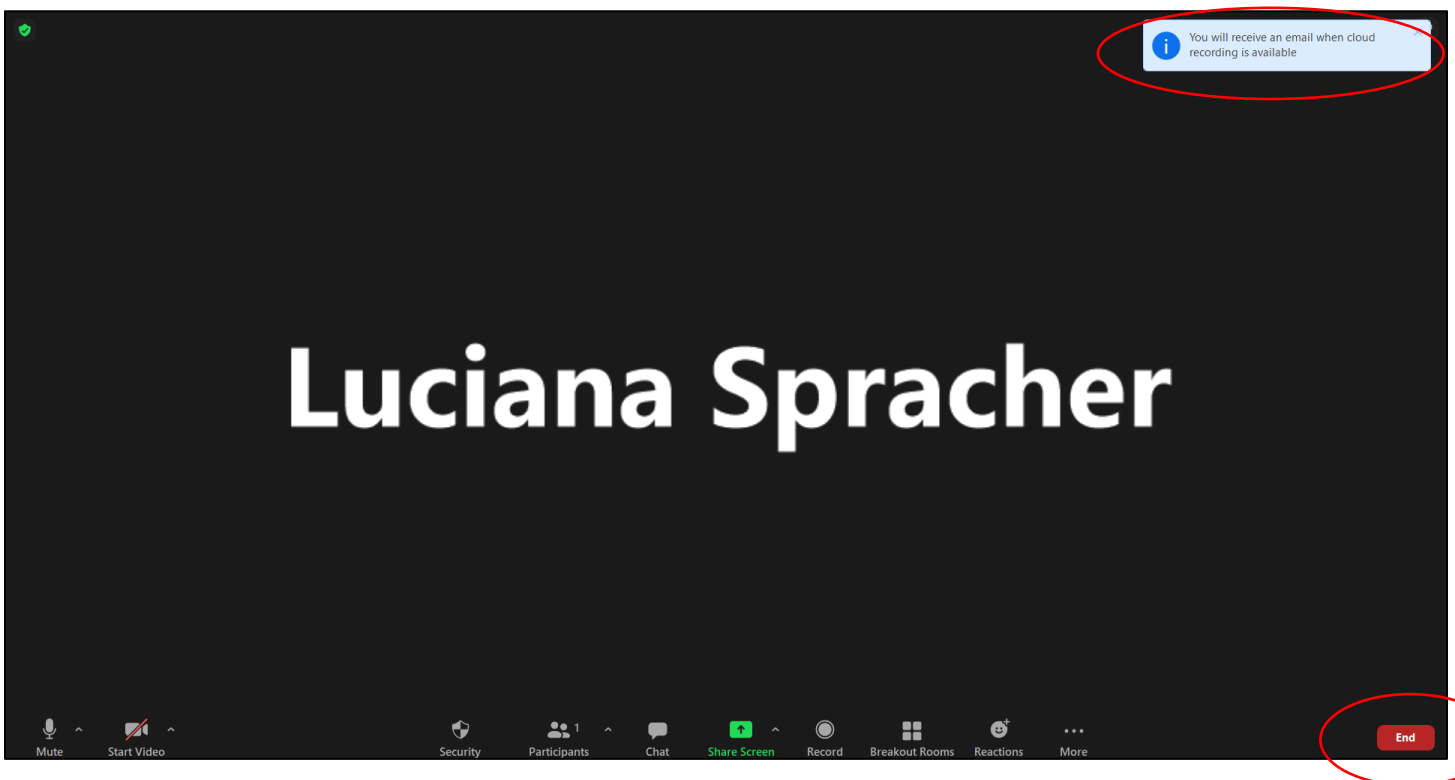 You will receive an email when cloud
recording is available
Luciana Spracher
Mute
Start Video
Security
1
Participants
Chat
Share Screen
Record
Breakout Rooms
Reactions
More
End